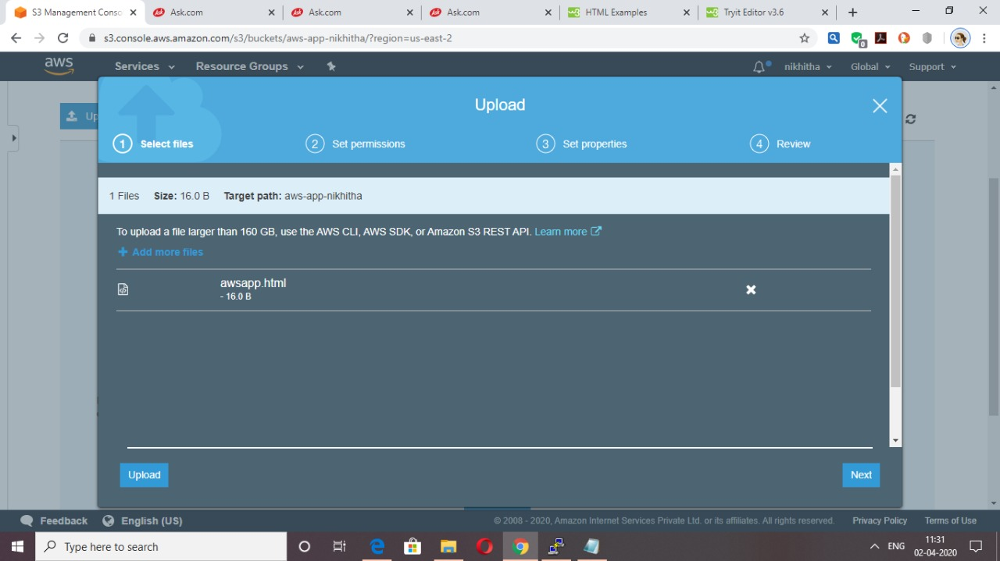 S3 Management Conso
Ask.com
Ask.com
Ask.com
HTML Examples
Tryit Editor v3.6
s3.console.aws.amazon.com/s3/buckets/aws-app-nikhitha/?region=us-east-2
0
aws
Services
Resource Groups
nikhitha
Global
Support
Up
Upload
1 Select files
2 Set permissions
3 Set properties
4 Review
1 Files Size: 16.0 B Target path: aws-app-nikhitha
To upload a file larger than 160 GB, use the AWS CLI, AWS SDK, or Amazon S3 REST API. Learn more
+ Add more files
awsapp.html
- 16.0 B
Upload
Next
Feedback
English (US)
© 2008 - 2020, Amazon Internet Services Private Ltd. or its affiliates. All rights reserved.
Privacy Policy
Terms of Use
Type here to search
ENG
11:31
02-04-2020